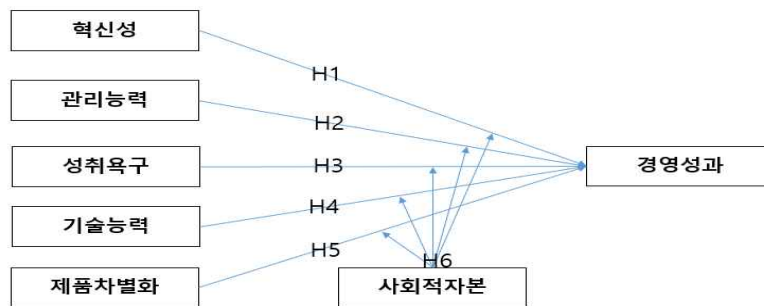 혁신성
H1
관리능력
H2
성취욕구
H3
경영성과
기술능력
H4
H5
H6
제품차별화
사회적자본